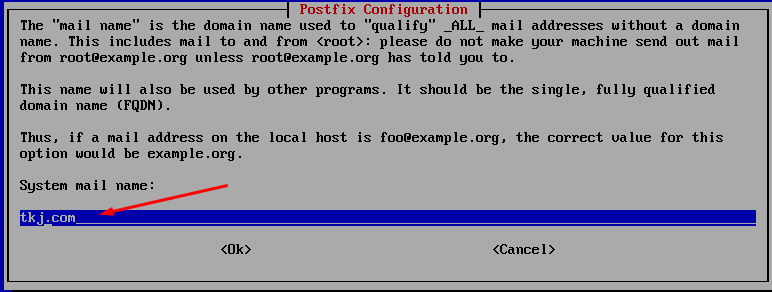 Postfix Configuration
The "mail name" is the domain name used to "qualify" _ALL_ mail addresses without a domain
name. This includes mail to and from <root>: please do not make your machine send out mail
from root@example.org unless root@example.org has told you to.
This name will also be used by other programs. It should be the single, fully qualified
domain name (FQDN).
Thus, if a mail address on the local host is foo@example.org, the correct value for this
option would be example.org.
System mail name:
tkj.com
<Ok> <Cancel>